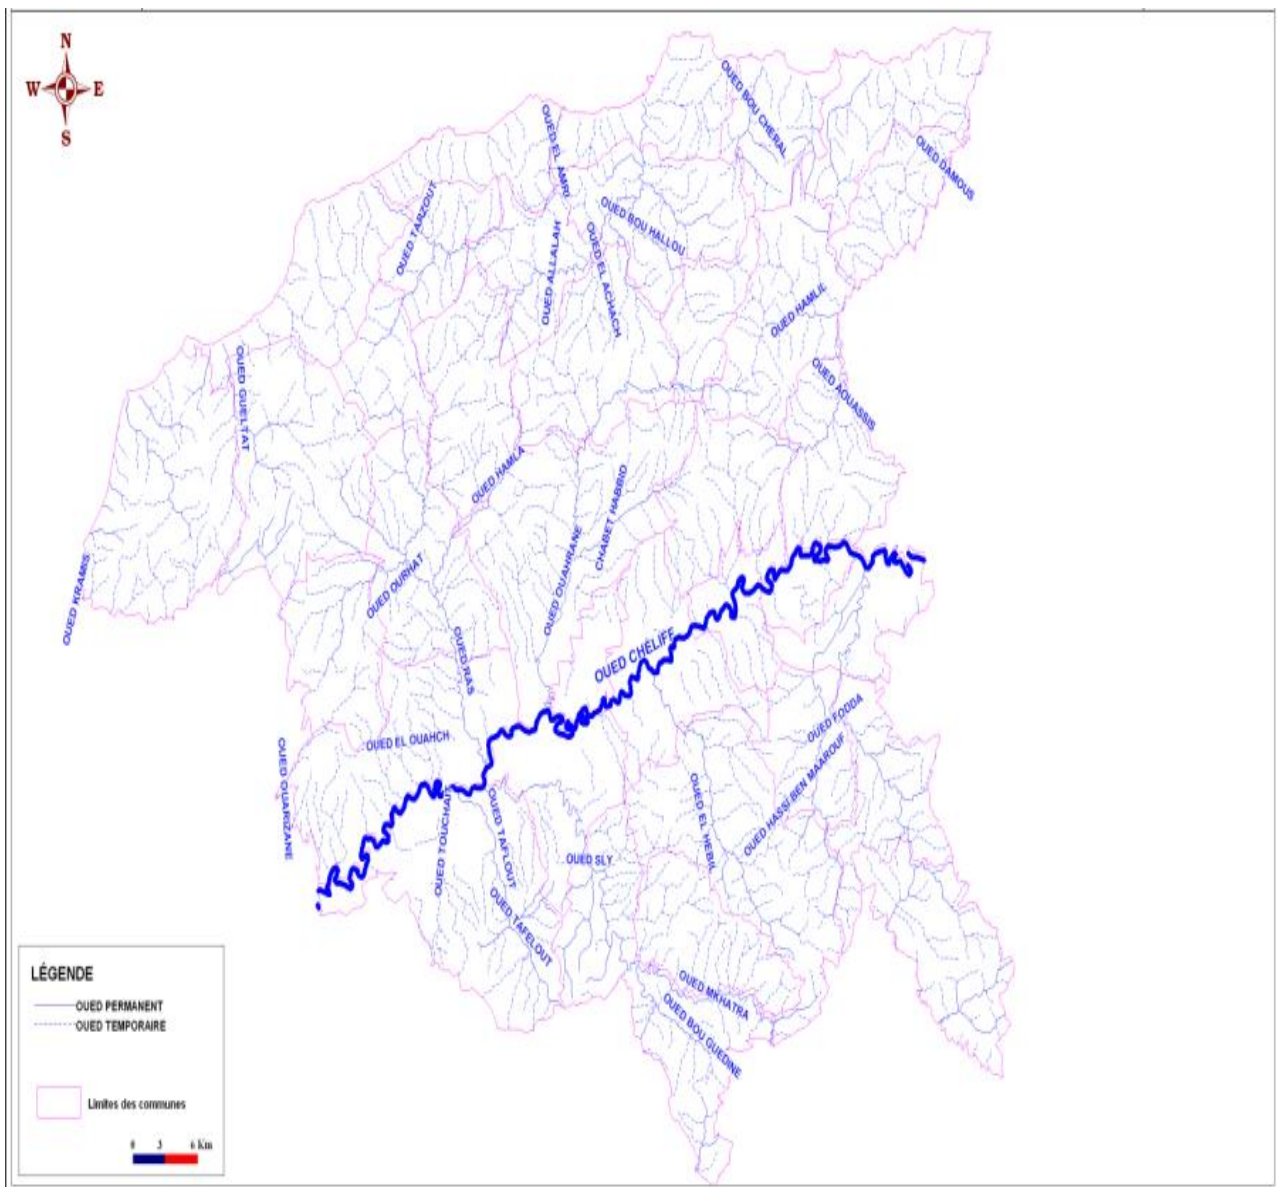 N
W E
S
OUED BOU CHERAL
OUED DAMOUS
OUED EL AMRI
OUED TARZOUT
OUED BOU HALLOU
OUED ALLALAH
OUED EL ACHACH
OUED HAMLIL
OUED GUELTAT
OUED AOUASSIS
OUED HAMLA
CHABET HABBID
OUED OUAHRANE
OUED KRAMIS
OUED OURHAT
OUED RAS
OUED CHÉLIFF
OUED FODDA
OUED EL OUAHCH
OUED HASSI BEN MAAROUF
OUED OUARIZANE
OUED TOUCHAIT
OUED TAFLOUT
OUED EL HEBIL
OUED SLY
OUED TAFELOUT
OUED MKHATRA
OUED BOU GUEDINE
LÉGENDE
OUED PERMANENT
OUED TEMPORAIRE
Limites des communes
0 3 6 Km